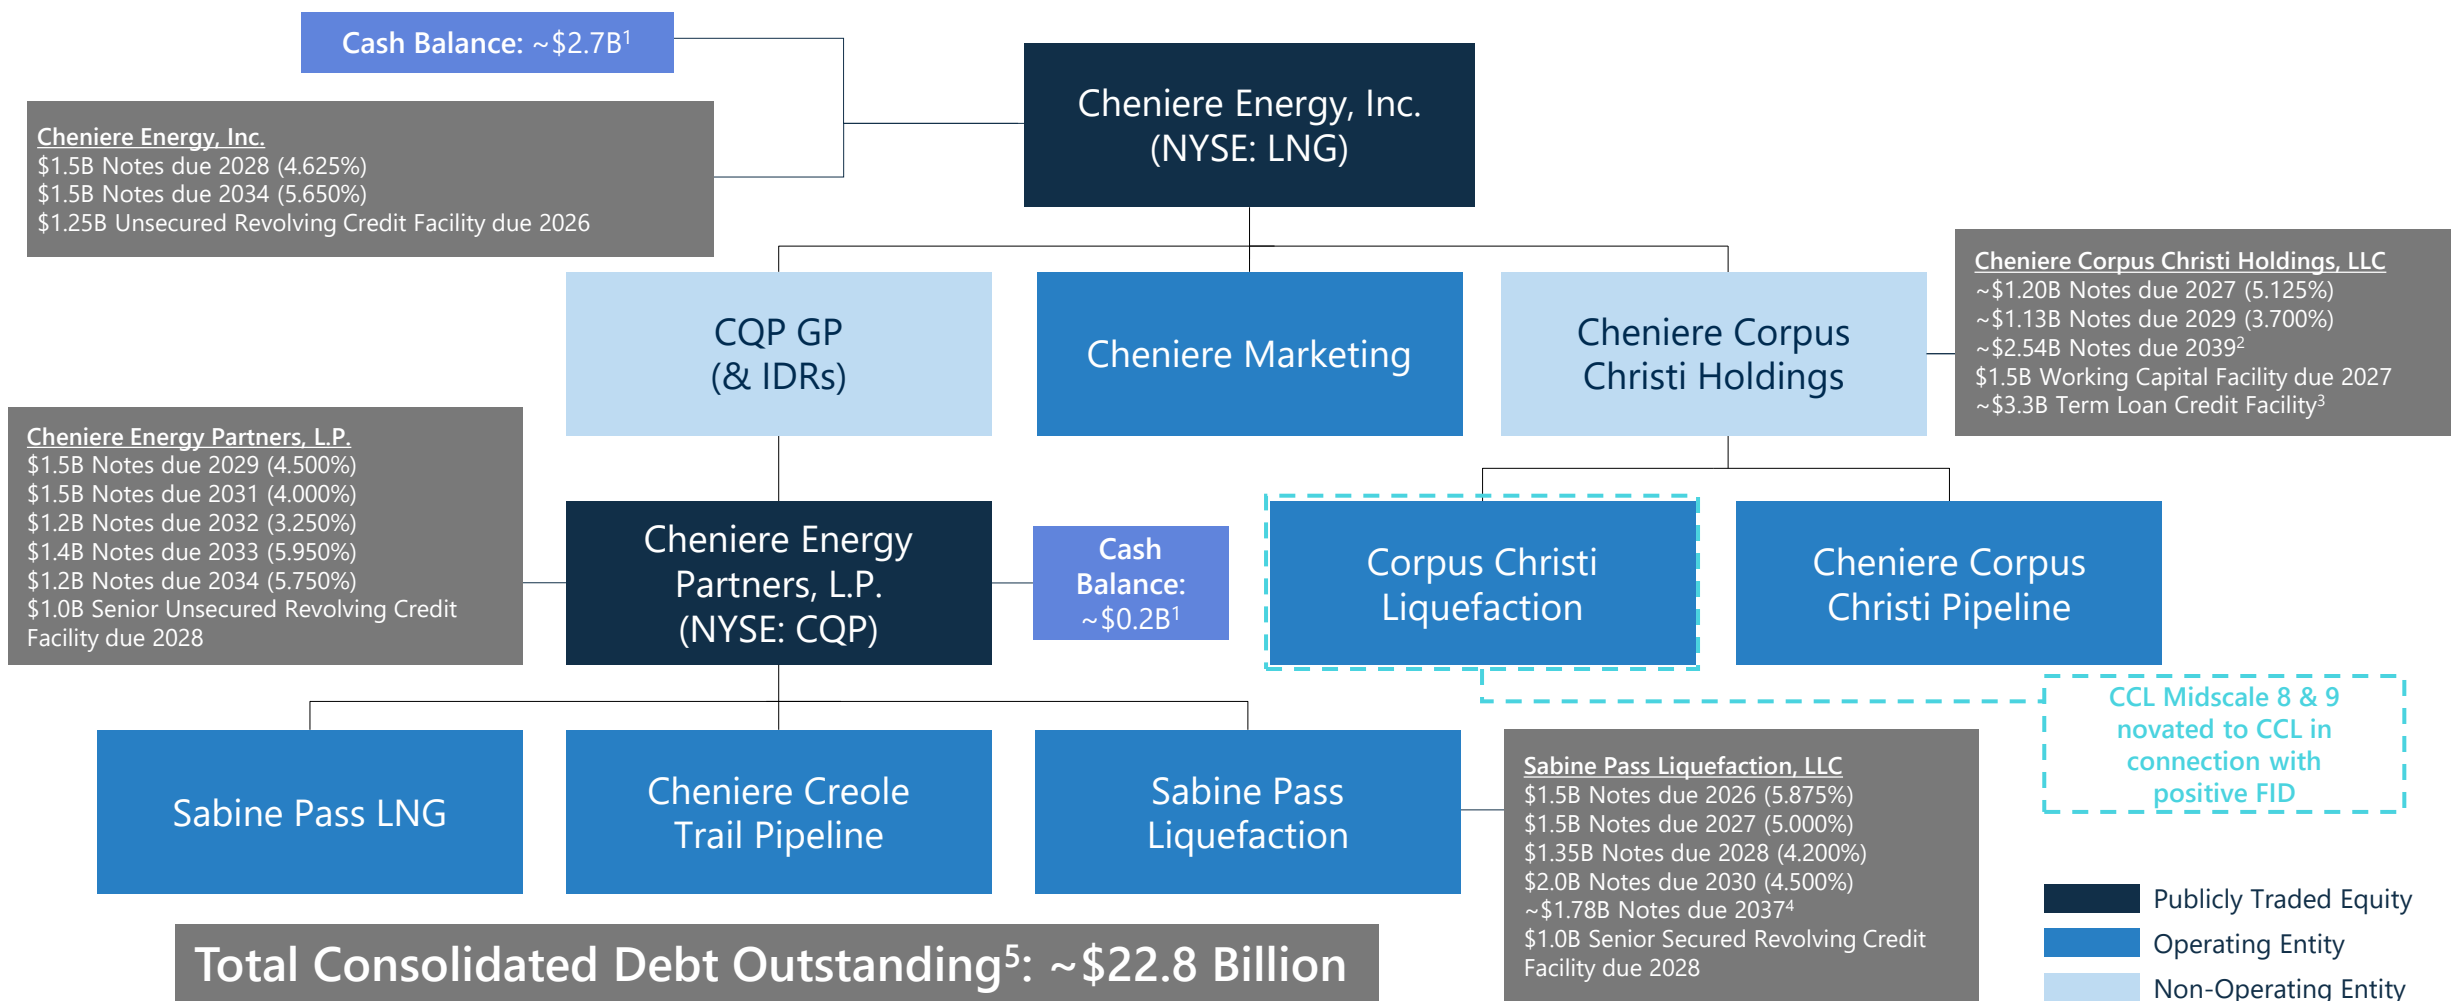 Cash Balance: ~$2.7B1
Cheniere Energy, Inc.
(NYSE: LNG)
Cheniere Energy, Inc.
$1.5B Notes due 2028 (4.625%)
$1.5B Notes due 2034 (5.650%)
$1.25B Unsecured Revolving Credit Facility due 2026
CQP GP
(& IDRs)
Cheniere Marketing
Cheniere Corpus
Christi Holdings
Cheniere Corpus Christi Holdings, LLC
~$1.20B Notes due 2027 (5.125%)
~$1.13B Notes due 2029 (3.700%)
~$2.54B Notes due 2039²
$1.5B Working Capital Facility due 2027
~$3.3B Term Loan Credit Facility³
Cheniere Energy Partners, L.P.
$1.5B Notes due 2029 (4.500%)
$1.5B Notes due 2031 (4.000%)
$1.2B Notes due 2032 (3.250%)
$1.4B Notes due 2033 (5.950%)
$1.2B Notes due 2034 (5.750%)
$1.0B Senior Unsecured Revolving Credit
Facility due 2028
Cheniere Energy
Partners, L.P.
(NYSE: CQP)
Cash
Balance:
~$0.2B¹
Corpus Christi
Liquefaction
Cheniere Corpus
Christi Pipeline
CCL Midscale 8 & 9
novated to CCL in
connection with
positive FID
Sabine Pass LNG
Cheniere Creole
Trail Pipeline
Sabine Pass
Liquefaction
Sabine Pass Liquefaction, LLC
$1.5B Notes due 2026 (5.875%)
$1.5B Notes due 2027 (5.000%)
$1.35B Notes due 2028 (4.200%)
$2.0B Notes due 2030 (4.500%)
~$1.78B Notes due 2037⁴
$1.0B Senior Secured Revolving Credit
Facility due 2028
Publicly Traded Equity
Operating Entity
Non-Operating Entity
Total Consolidated Debt Outstanding⁵: ~$22.8 Billion